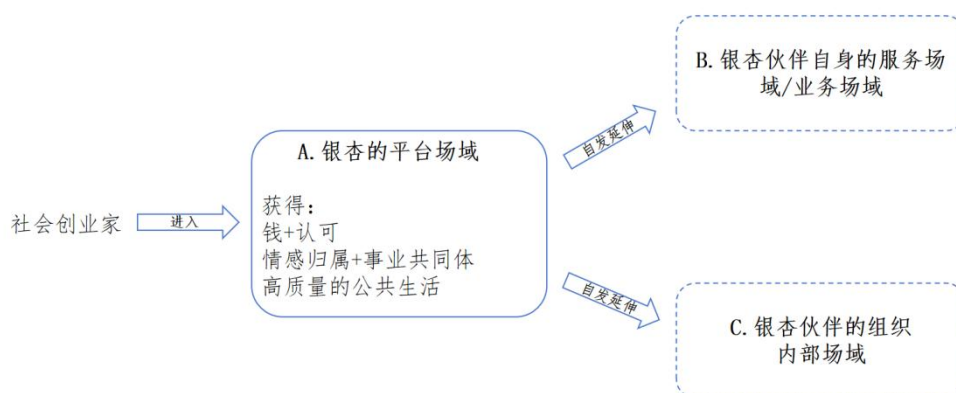 B.银杏伙伴自身的服务场
域/业务场域
自发延伸
A.银杏的平台场域
获得：
钱+认可
情感归属+事业共同体
高质量的公共生活
社会创业家
进入
自发延伸
C.银杏伙伴的组织
内部场域